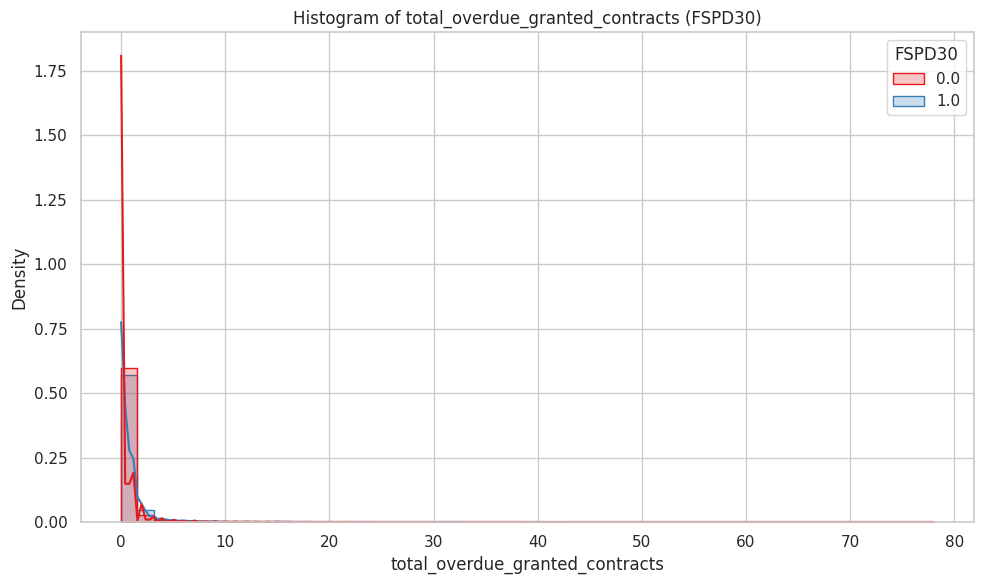 Histogram of total_overdue_granted_contracts (FSPD30)
FSPD30
0.0
1.0
Density
1.75
1.50
1.25
1.00
0.75
0.50
0.25
0.00
0 10 20 30 40 50 60 70 80
total_overdue_granted_contracts